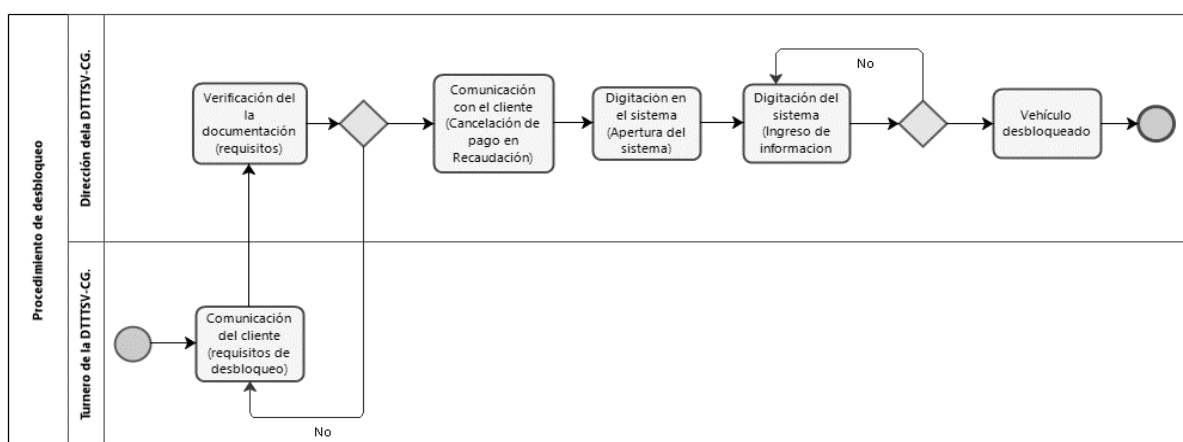 Procedimiento de desbloqueo
Dirección dela DTTTSV-CG.
Verificación del
la
documentación
(requisitos)
Comunicación
con el cliente
(Cancelación de
pago en
Recaudación)
Digitación en
el sistema
(Apertura del
sistema)
Digitación del
sistema
(Ingreso de
informacion
No
Vehículo
desbloqueado
Turnero de la DTTTSV-CG.
Comunicación
del cliente
(requisitos de
desbloqueo)
No